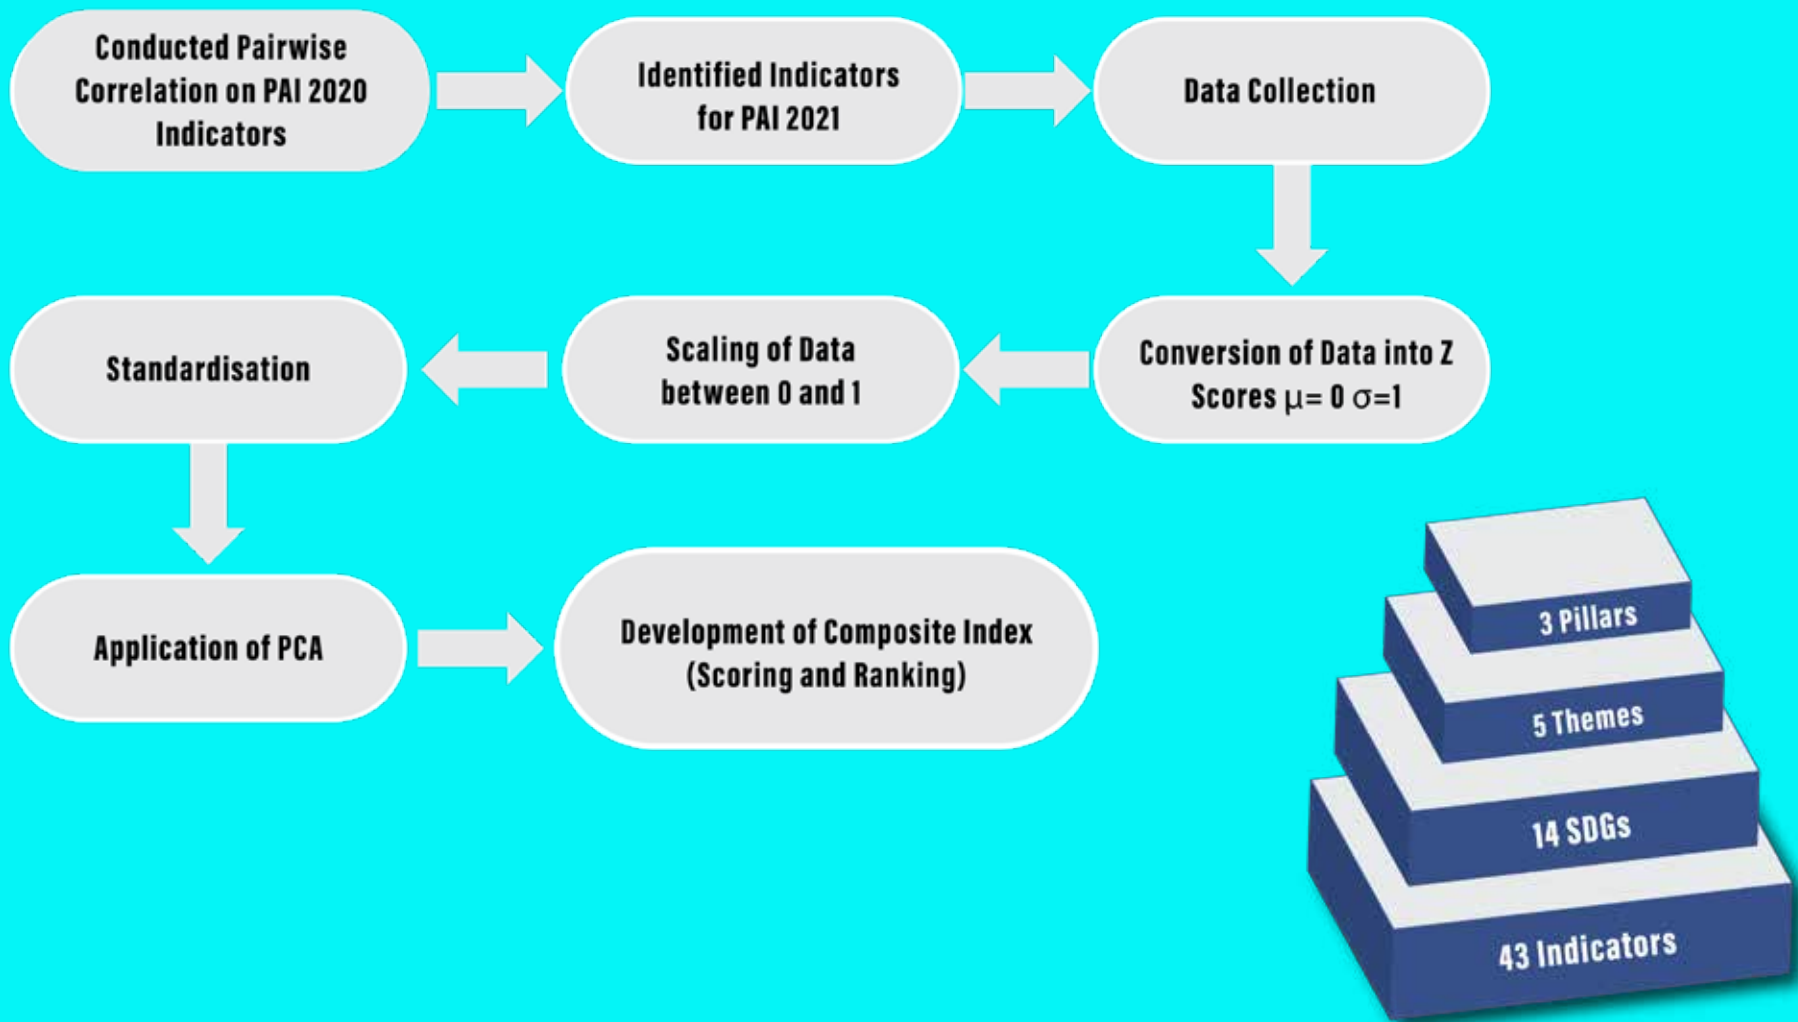 Conducted Pairwise
Correlation on PAI 2020
Indicators
Identified Indicators
for PAI 2021
Data Collection
Conversion of Data into Z
Scores μ= 0 σ=1
Scaling of Data
between 0 and 1
Standardisation
Application of PCA
Development of Composite Index
(Scoring and Ranking)
3 Pillars
5 Themes
14 SDGs
43 Indicators